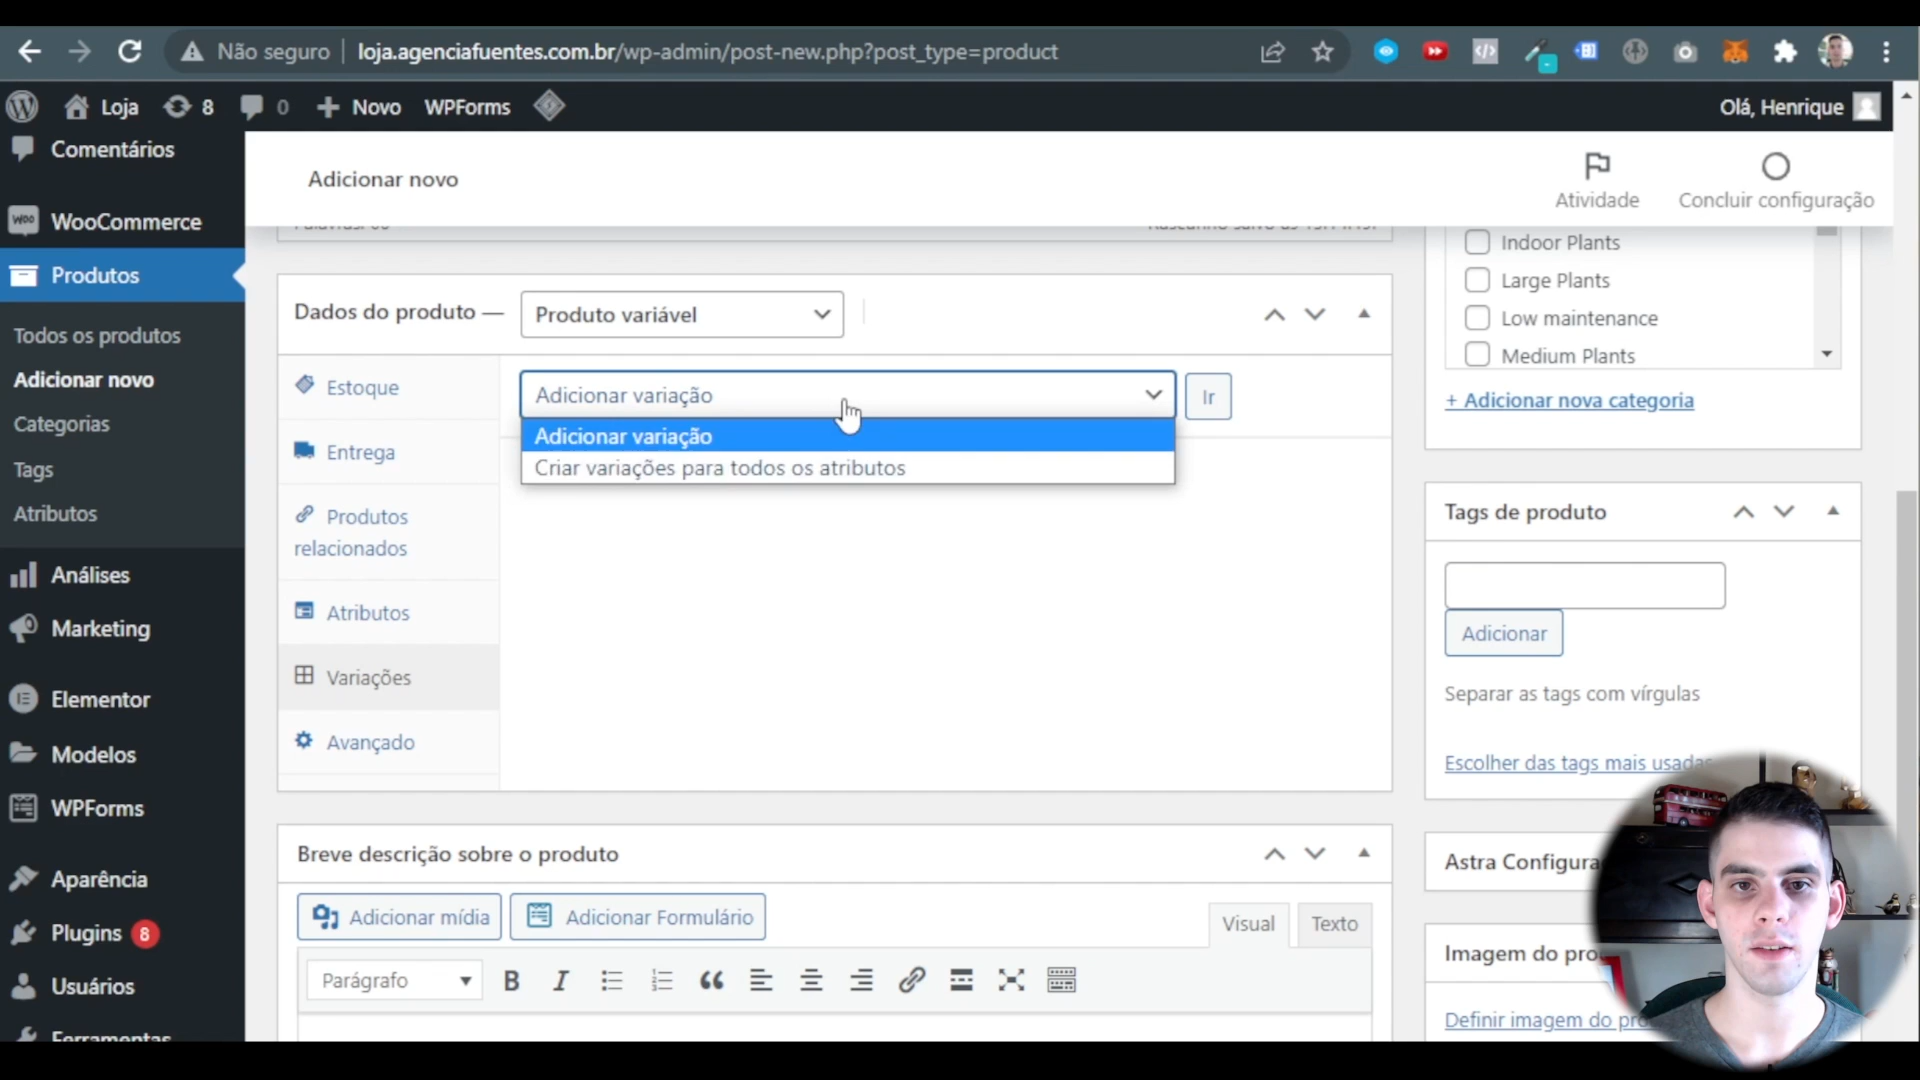 Não seguro
loja.agenciafuentes.com.br/wp-admin/post-new.php?post_type=product
Loja
8
0
Novo
WPForms
Olá, Henrique
Comentários
WooCommerce
Produtos
Todos os produtos
Adicionar novo
Categorias
Tags
Atributos
Análises
Marketing
Elementor
Modelos
WPForms
Aparência
Plugins 8
Usuários
Ferramentas
Adicionar novo
Atividade
Concluir configuração
Dados do produto —
Produto variável
Estoque
Entrega
Produtos
relacionados
Atributos
Variações
Avançado
Adicionar variação
Ir
Adicionar variação
Criar variações para todos os atributos
Breve descrição sobre o produto
Adicionar mídia
Adicionar Formulário
Visual
Texto
Parágrafo
Indoor Plants
Large Plants
Low maintenance
Medium Plants
+ Adicionar nova categoria
Tags de produto
Adicionar
Separar as tags com vírgulas
Escolher das tags mais usadas
Astra Configura
Imagem do pro
Definir imagem do pro